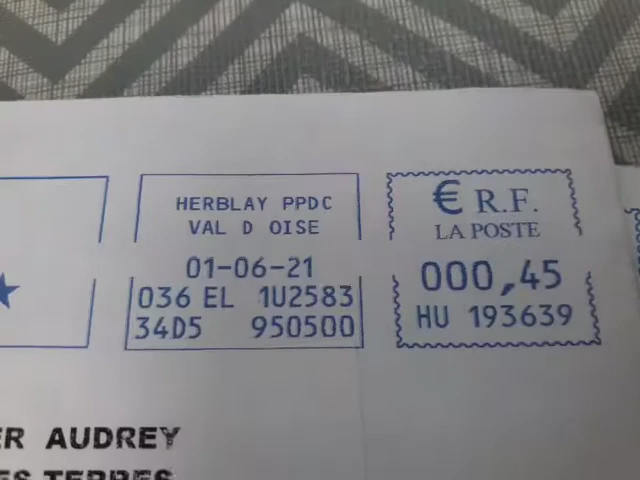 HERBLAY PPDC
VAL D OISE
01-06-21
036 EL 1U2583
34D5 950500
€ R.F.
LA POSTE
000,45
HU 193639
AUDREY
TERRES